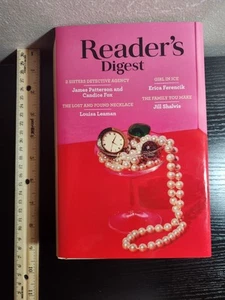 Reader's
Digest
2 SISTERS DETECTIVE AGENCY
James Patterson and
Candice Fox
THE LOST AND FOUND NECKLACE
Louisa Leaman
GIRL IN ICE
Erica Ferencik
THE FAMILY YOU MAKE
Jill Shalvis